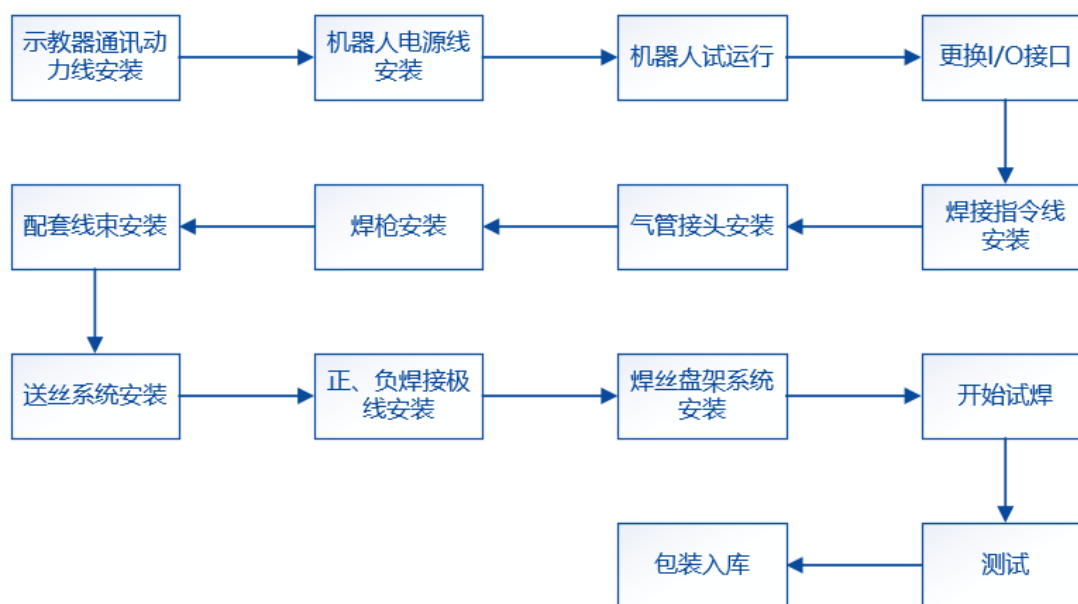 示教器通讯动
力线安装
机器人电源线
安装
机器人试运行
更换I/O接口
焊接指令线
安装
气管接头安装
焊枪安装
配套线束安装
送丝系统安装
正、负焊接极
线安装
焊丝盘架系统
安装
开始试焊
测试
包装入库